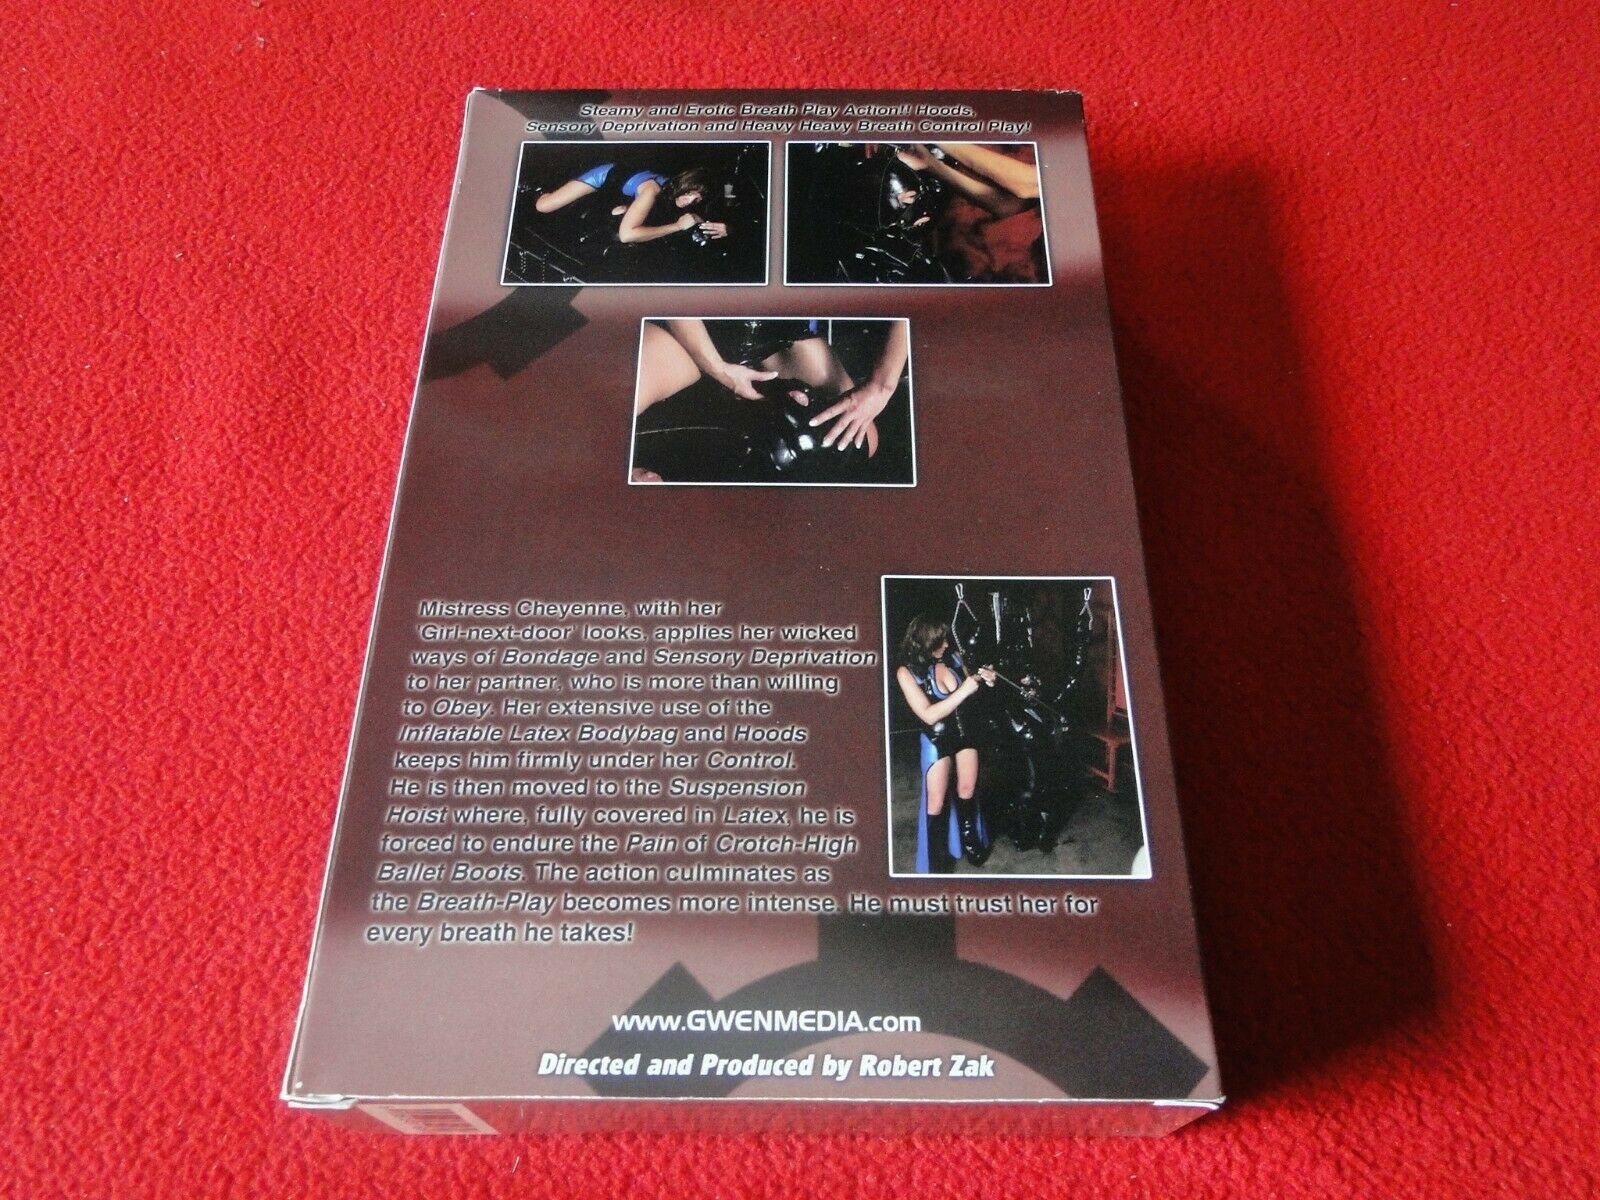 Steamy and Erotic Breath Play Action!! Hoods,
Sensory Deprivation and Heavy Heavy Breath Control Play!
Mistress Cheyenne, with her
'Girl-next-door' looks, applies her wicked
ways of Bondage and Sensory Deprivation
to her partner, who is more than willing
to Obey. Her extensive use of the
Inflatable Latex Bodybag and Hoods
keeps him firmly under her Control.
He is then moved to the Suspension
Hoist where, fully covered in Latex, he is
forced to endure the Pain of Crotch-High
Ballet Boots. The action culminates as
the Breath-Play becomes more intense. He must trust her for
every breath he takes!
www.GWENMEDIA.com
Directed and Produced by Robert Zak